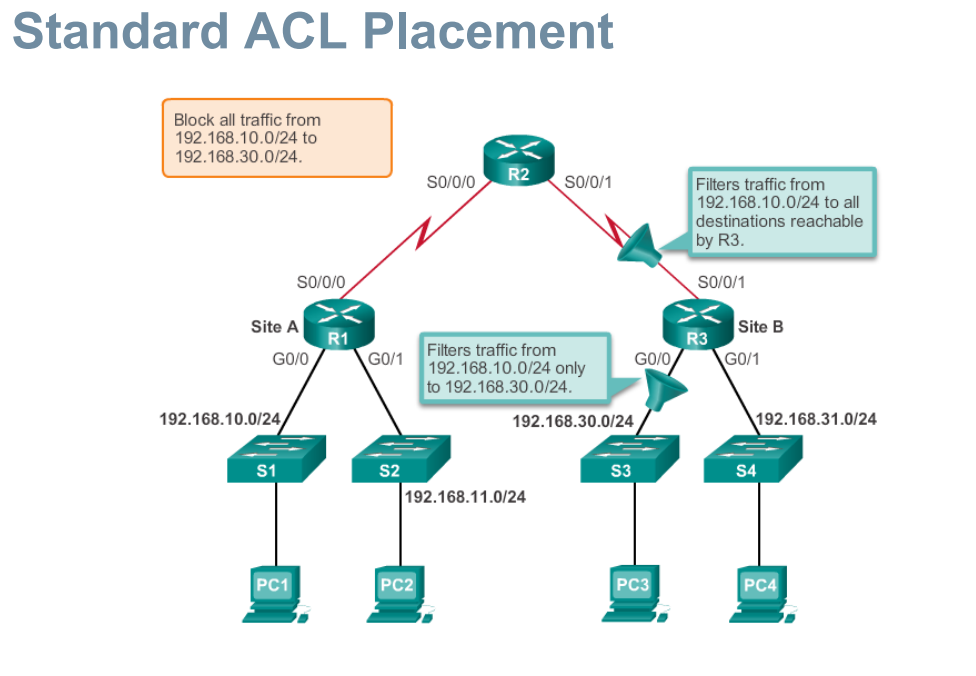 Standard ACL Placement
Block all traffic from
192.168.10.0/24 to
192.168.30.0/24.
R2
S0/0/0
S0/0/1
Filters traffic from
192.168.10.0/24 to all
destinations reachable
by R3.
S0/0/0
S0/0/1
Site A
R1
R3
Site B
G0/0
G0/1
Filters traffic from
192.168.10.0/24 only
to 192.168.30.0/24.
G0/0
G0/1
192.168.10.0/24
192.168.30.0/24
192.168.31.0/24
S1
S2
S3
S4
192.168.11.0/24
PC1
PC2
PC3
PC4